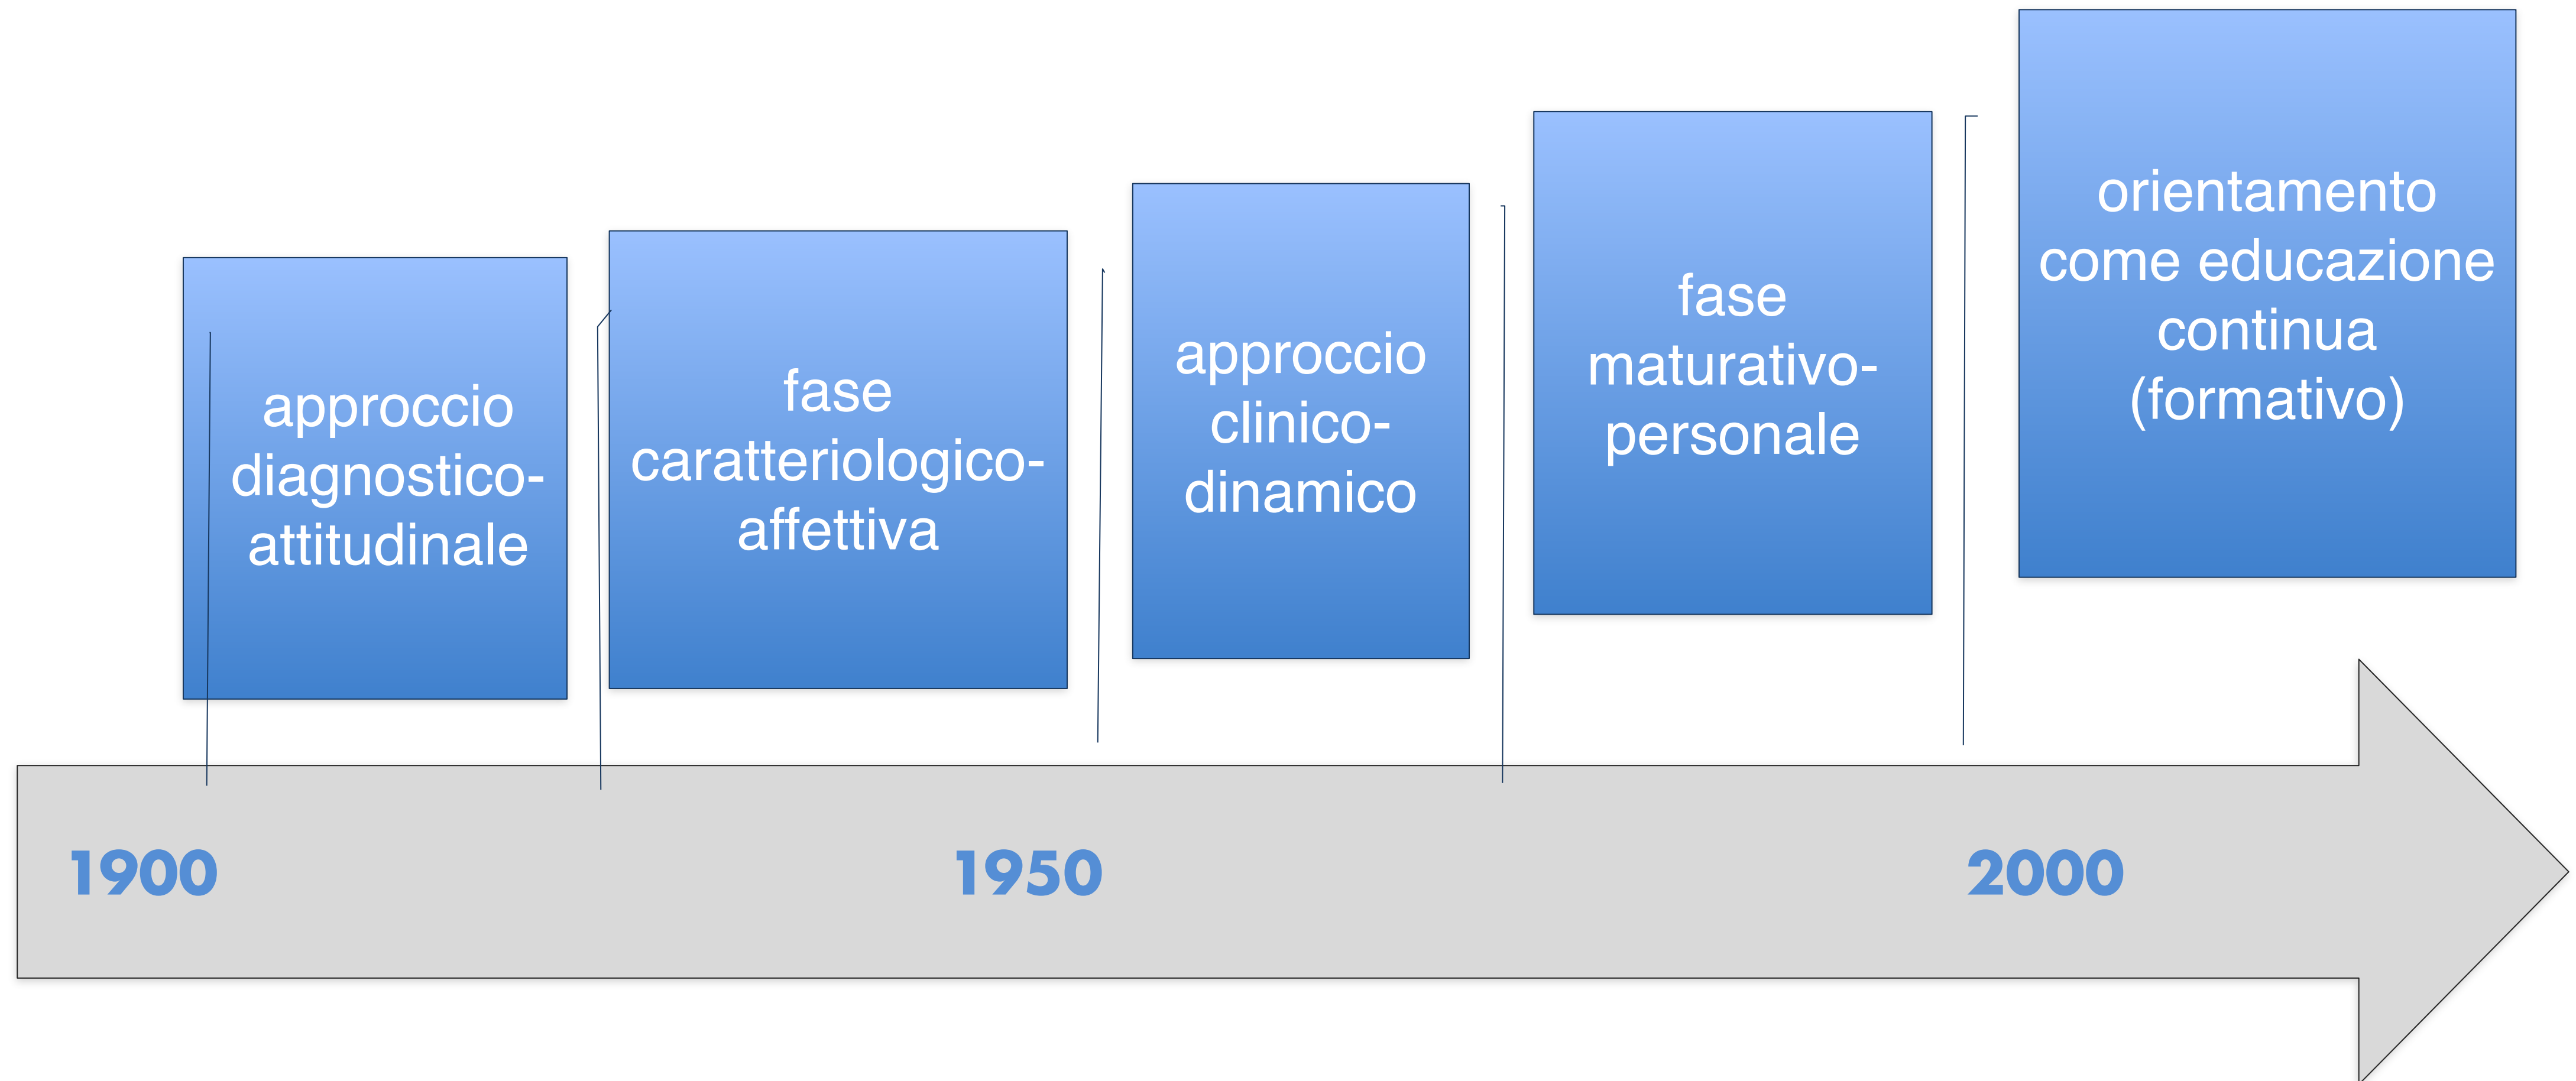 approccio
diagnostico-
attitudinale
fase
caratteriologico-
affettiva
approccio
clinico-
dinamico
fase
maturativo-
personale
orientamento
come educazione
continua
(formativo)
1900
1950
2000